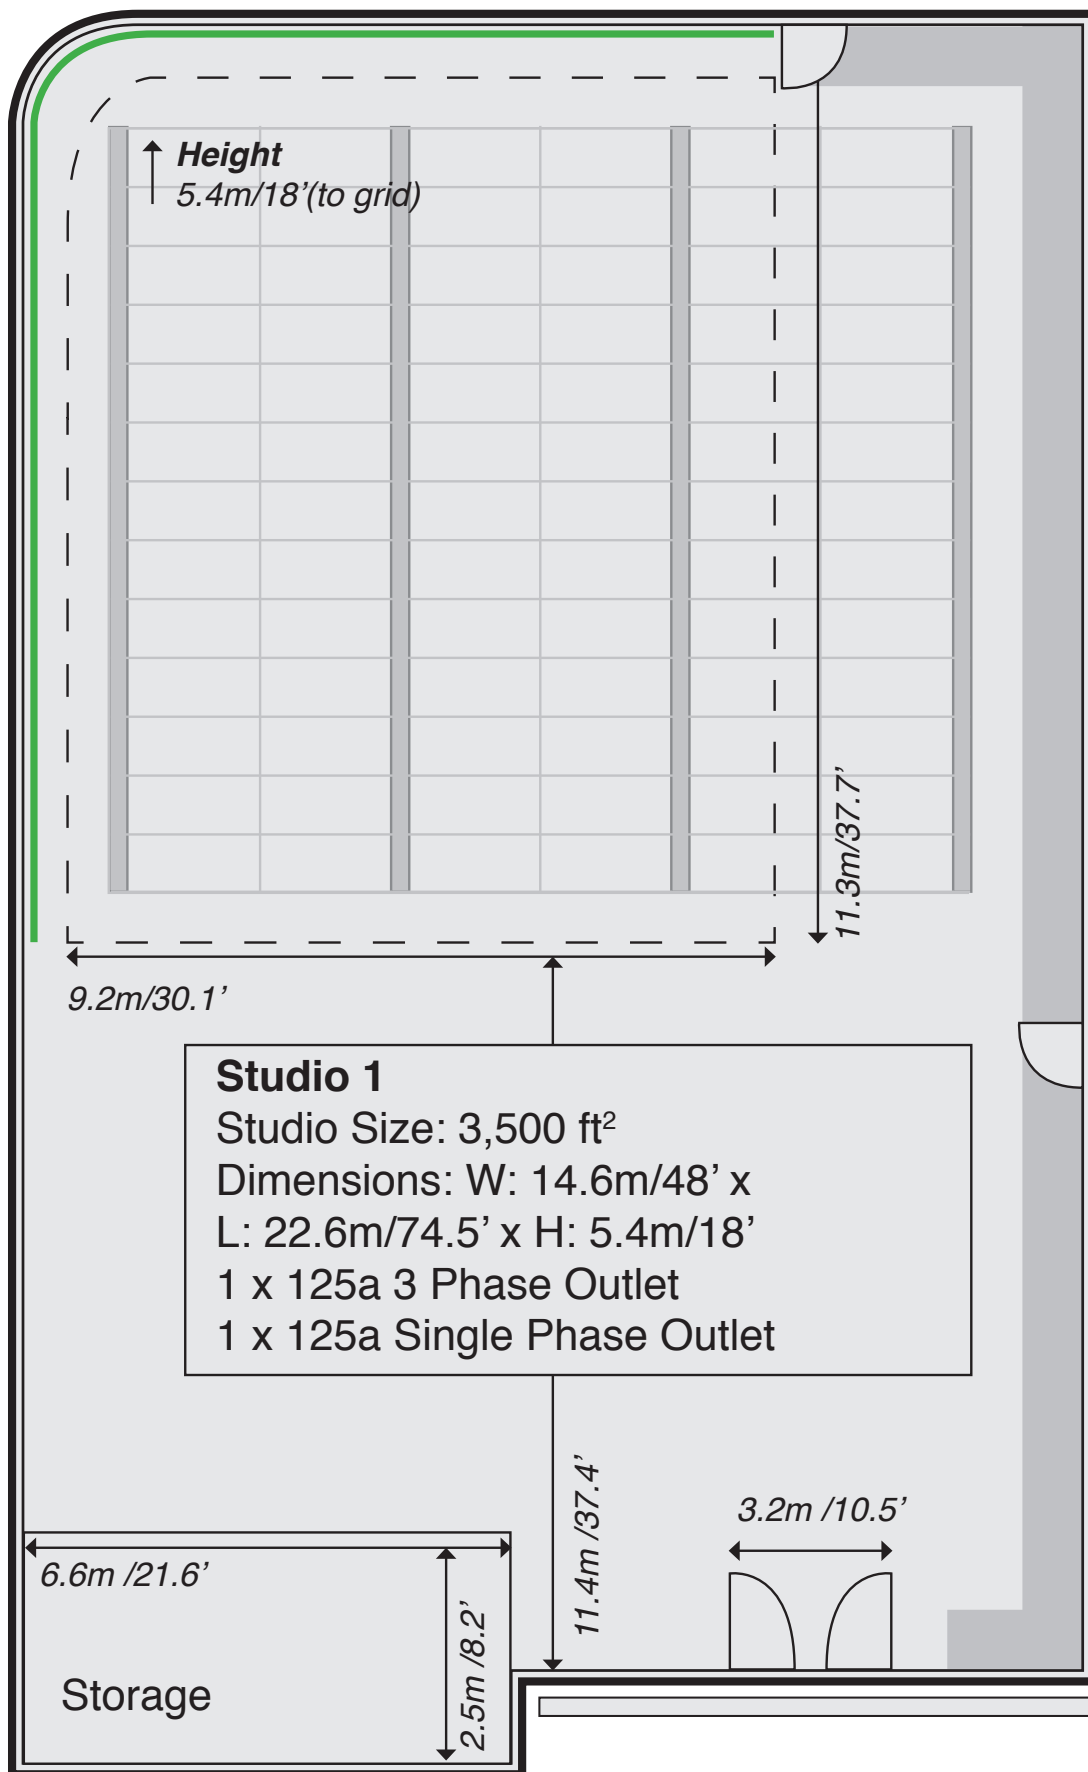 Height
5.4m/18’(to grid)
11.3m/37.7’
9.2m/30.1’
Studio 1
Studio Size: 3,500 ft²
Dimensions: W: 14.6m/48’ x
L: 22.6m/74.5’ x H: 5.4m/18’
1 x 125a 3 Phase Outlet
1 x 125a Single Phase Outlet
11.4m /37.4’
3.2m /10.5’
6.6m /21.6’
2.5m /8.2’
Storage